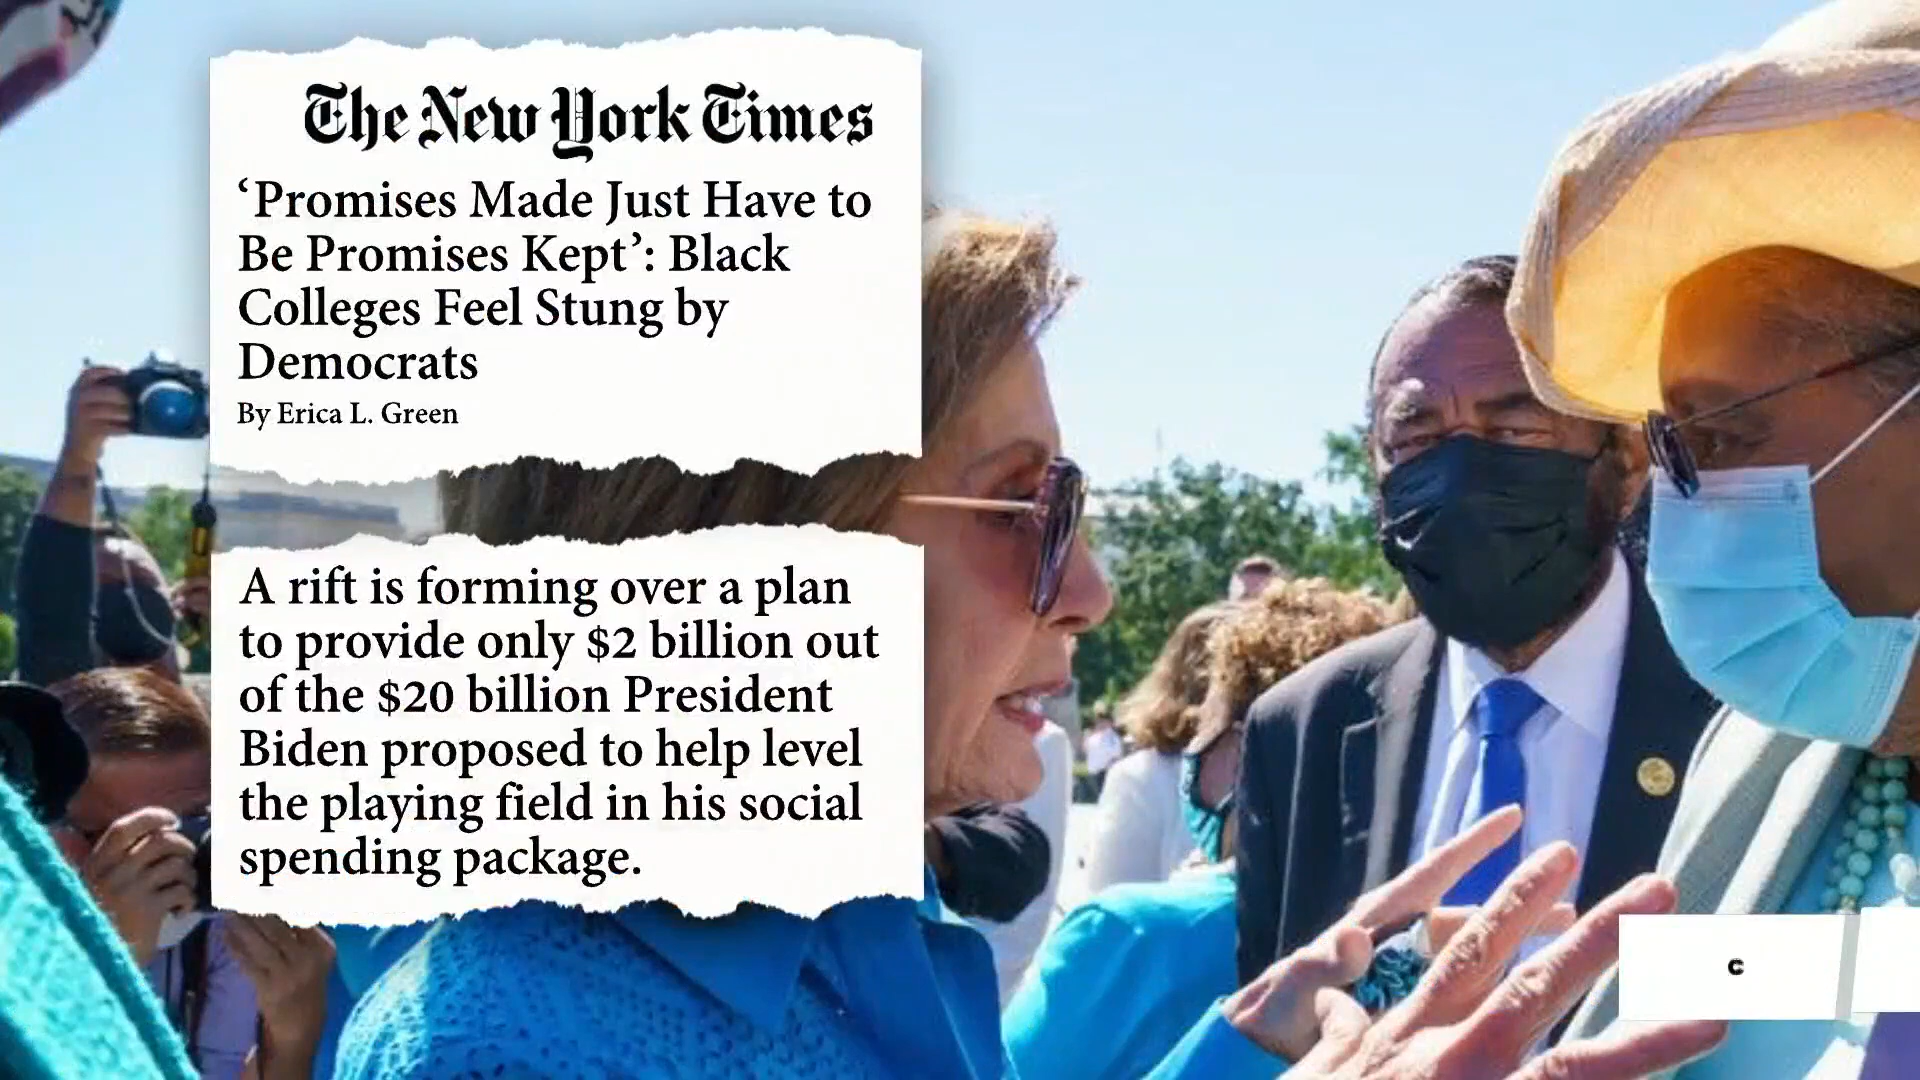 The New York Times
‘Promises Made Just Have to
Be Promises Kept’: Black
Colleges Feel Stung by
Democrats
By Erica L. Green
A rift is forming over a plan
to provide only $2 billion out
of the $20 billion President
Biden proposed to help level
the playing field in his social
spending package.
C